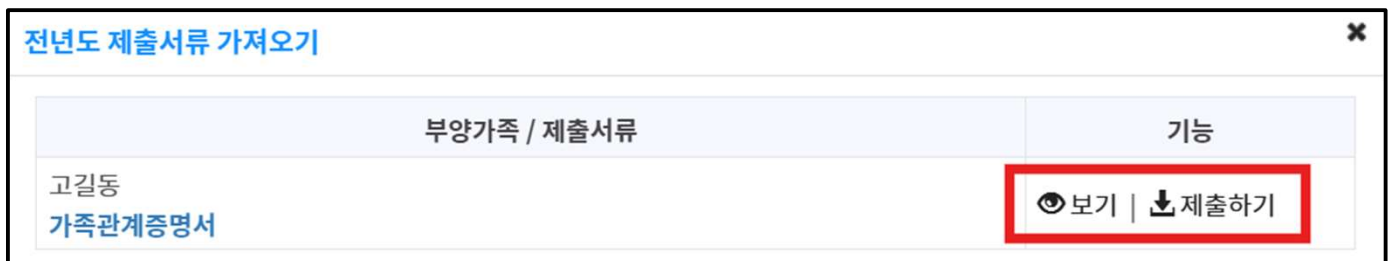 전년도 제출서류 가져오기
부양가족 / 제출서류 기능
고길동
가족관계증명서
보기 | 제출하기